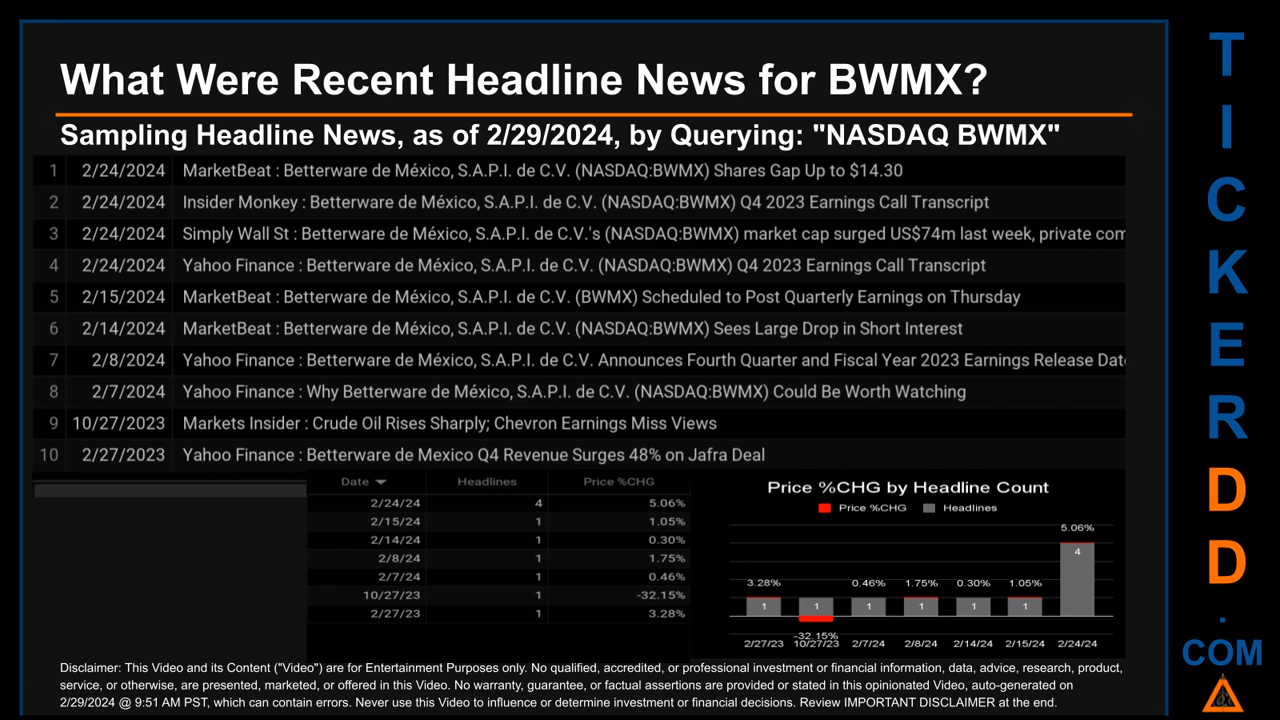 What Were Recent Headline News for BWMX?
Sampling Headline News, as of 2/29/2024, by Querying: "NASDAQ BWMX"
1 2/24/2024 MarketBeat : Betterware de México, S.A.P.I. de C.V. (NASDAQ:BWMX) Shares Gap Up to $14.30
2 2/24/2024 Insider Monkey : Betterware de México, S.A.P.I. de C.V. (NASDAQ:BWMX) Q4 2023 Earnings Call Transcript
3 2/24/2024 Simply Wall St : Betterware de México, S.A.P.I. de C.V.'s (NASDAQ:BWMX) market cap surged US$74m last week, private com
4 2/24/2024 Yahoo Finance : Betterware de México, S.A.P.I. de C.V. (NASDAQ:BWMX) Q4 2023 Earnings Call Transcript
5 2/15/2024 MarketBeat : Betterware de México, S.A.P.I. de C.V. (BWMX) Scheduled to Post Quarterly Earnings on Thursday
6 2/14/2024 MarketBeat : Betterware de México, S.A.P.I. de C.V. (NASDAQ:BWMX) Sees Large Drop in Short Interest
7 2/8/2024 Yahoo Finance : Betterware de México, S.A.P.I. de C.V. Announces Fourth Quarter and Fiscal Year 2023 Earnings Release Date
8 2/7/2024 Yahoo Finance : Why Betterware de México, S.A.P.I. de C.V. (NASDAQ:BWMX) Could Be Worth Watching
9 10/27/2023 Markets Insider : Crude Oil Rises Sharply; Chevron Earnings Miss Views
10 2/27/2023 Yahoo Finance : Betterware de Mexico Q4 Revenue Surges 48% on Jafra Deal
Date Headlines Price %CHG
2/24/24 4 5.06%
2/15/24 1 1.05%
2/14/24 1 0.30%
2/8/24 1 1.75%
2/7/24 1 0.46%
10/27/23 1 -32.15%
2/27/23 1 3.28%
Price %CHG by Headline Count
Price %CHG Headlines
5.06%
4
3.28% 0.46% 1.75% 0.30% 1.05%
1 1 1 1 1 1
-32.15%
2/27/23 10/27/23 2/7/24 2/8/24 2/14/24 2/15/24 2/24/24
Disclaimer: This Video and its Content ("Video") are for Entertainment Purposes only. No qualified, accredited, or professional investment or financial information, data, advice, research, product,
service, or otherwise, are presented, marketed, or offered in this Video. No warranty, guarantee, or factual assertions are provided or stated in this opinionated Video, auto-generated on
2/29/2024 @ 9:51 AM PST, which can contain errors. Never use this Video to influence or determine investment or financial decisions. Review IMPORTANT DISCLAIMER at the end.
T
I
C
K
E
R
D
D
.
COM